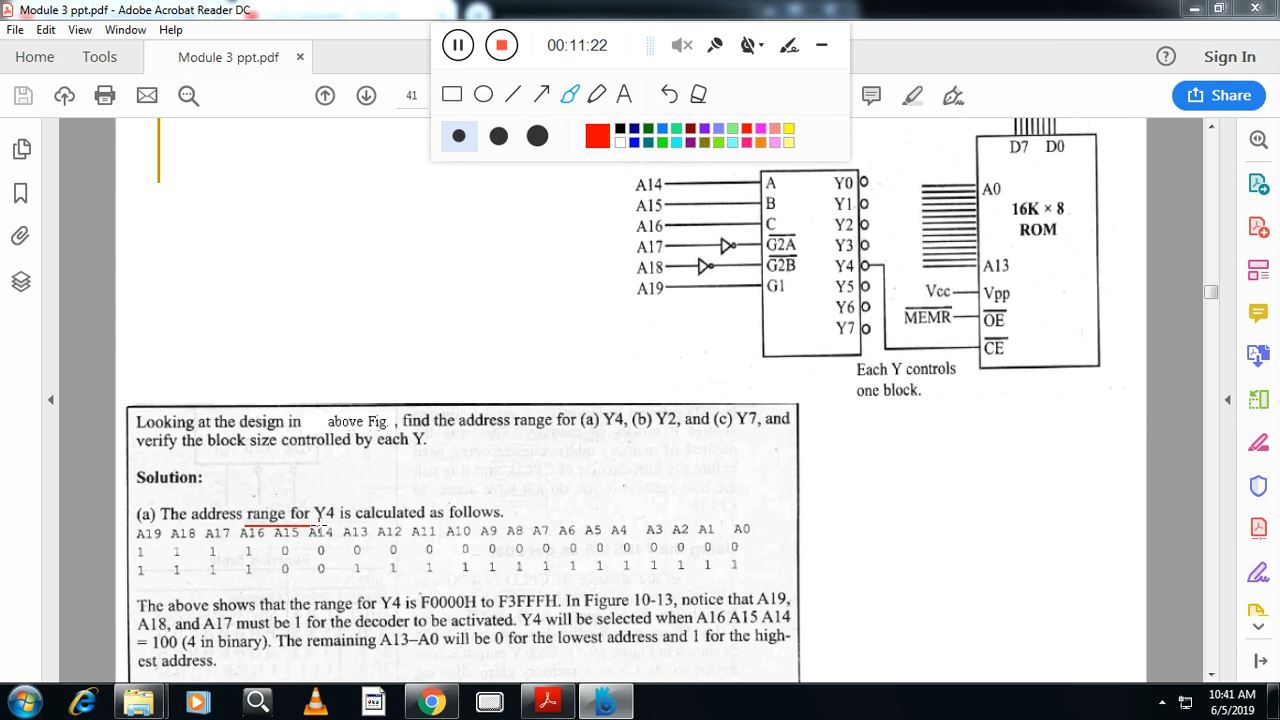 Module 3 ppt.pdf - Adobe Acrobat Reader DC
File Edit View Window Help
Home Tools Module 3 ppt.pdf × Sign In
00:11:22
41
Share
A
D7 D0
A0
16K × 8
ROM
A13
Vpp
OE
CE
Vcc
MEMR
A14
A15
A16
A17
A18
A19
A
B
C
G2A
G2B
G1
Y0
Y1
Y2
Y3
Y4
Y5
Y6
Y7
Each Y controls
one block.
Looking at the design in above Fig. , find the address range for (a) Y4, (b) Y2, and (c) Y7, and
verify the block size controlled by each Y.
Solution:
(a) The address range for Y4 is calculated as follows.
A19 A18 A17 A16 A15 A14 A13 A12 A11 A10 A9 A8 A7 A6 A5 A4 A3 A2 A1 A0
1 1 1 1 0 0 0 0 0 0 0 0 0 0 0 0 0 0 0 0
1 1 1 1 0 0 1 1 1 1 1 1 1 1 1 1 1 1 1 1
The above shows that the range for Y4 is F0000H to F3FFFH. In Figure 10-13, notice that A19,
A18, and A17 must be 1 for the decoder to be activated. Y4 will be selected when A16 A15 A14
= 100 (4 in binary). The remaining A13–A0 will be 0 for the lowest address and 1 for the high-
est address.
10:41 AM
6/5/2019